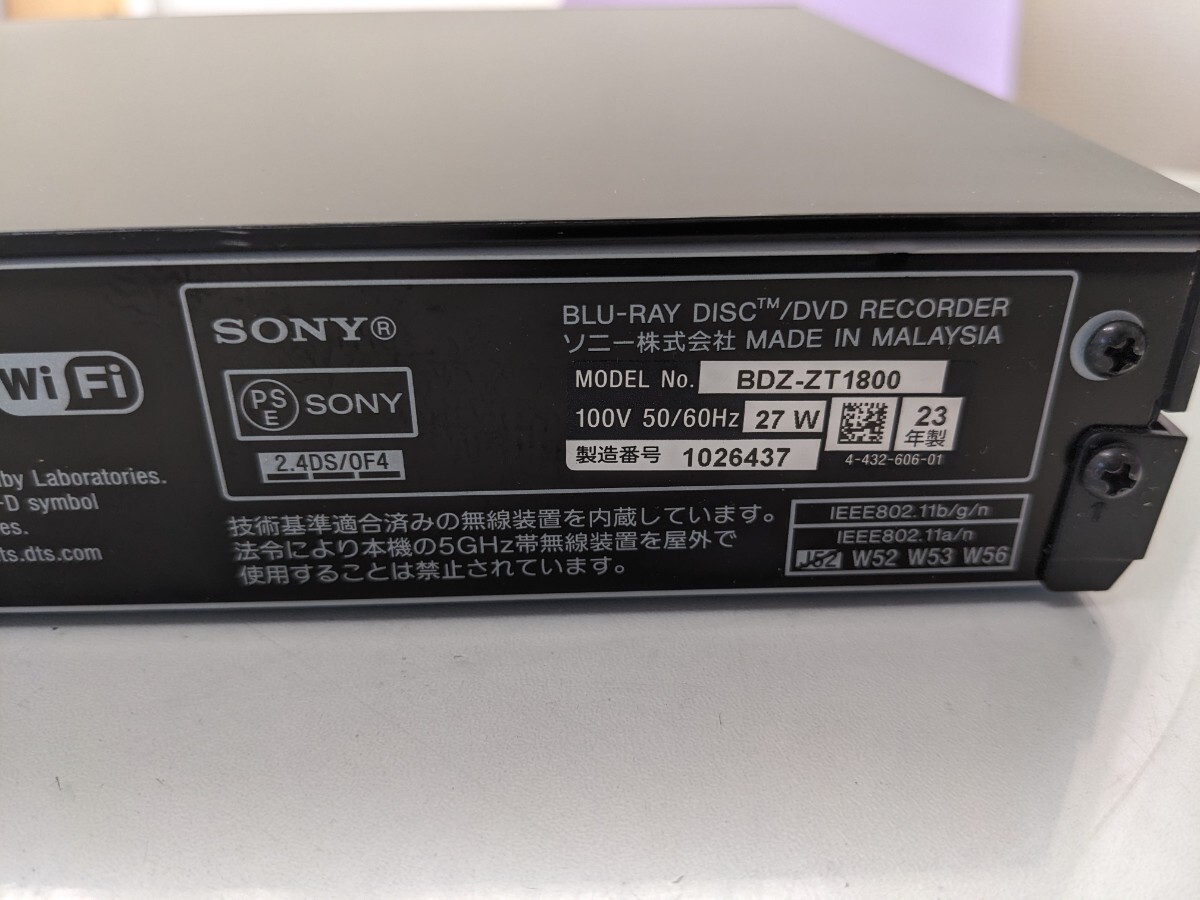 Wi Fi
by Laboratories.
-D symbol
es.
ts.dts.com
SONY®
PS
E
SONY
2.4DS/OF4
BLU-RAY DISC™/DVD RECORDER
ソニー株式会社 MADE IN MALAYSIA
MODEL No. BDZ-ZT1800
100V 50/60Hz 27 W
23
年製
製造番号 1026437
4-432-606-01
技術基準適合済みの無線装置を内蔵しています。
法令により本機の5GHz帯無線装置を屋外で
使用することは禁止されています。
IEEE802.11b/g/n
IEEE802.11a/n
J52 W52 W53 W56